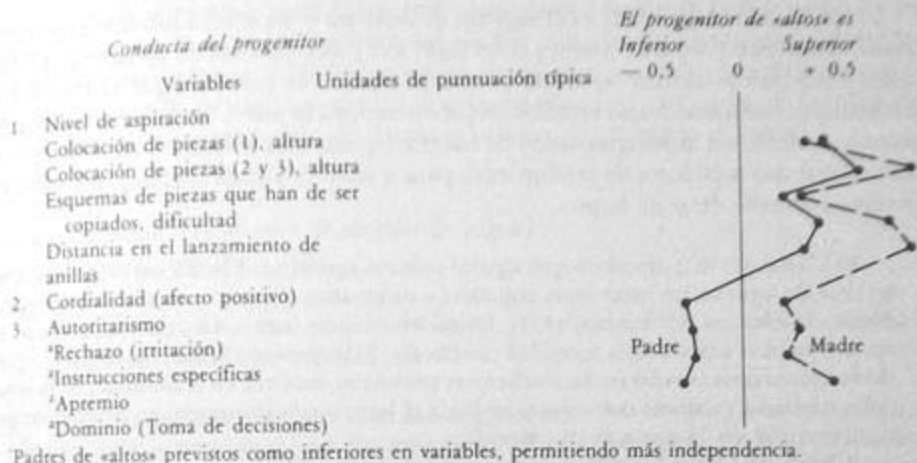 El progenitor de «altos» es
Conducta del progenitor Inferior Superior
Variables Unidades de puntuación típica — 0,5 0 + 0,5
1. Nivel de aspiración
Colocación de piezas (1), altura
Colocación de piezas (2 y 3), altura
Esquemas de piezas que han de ser
copiados, dificultad
Distancia en el lanzamiento de
anillas
2. Cordialidad (afecto positivo)
3. Autoritarismo
ªRechazo (irritación) Padre Madre
ªInstrucciones específicas
ªApremio
ªDominio (Toma de decisiones)
ªPadres de «altos» previstos como inferiores en variables, permitiendo más independencia.